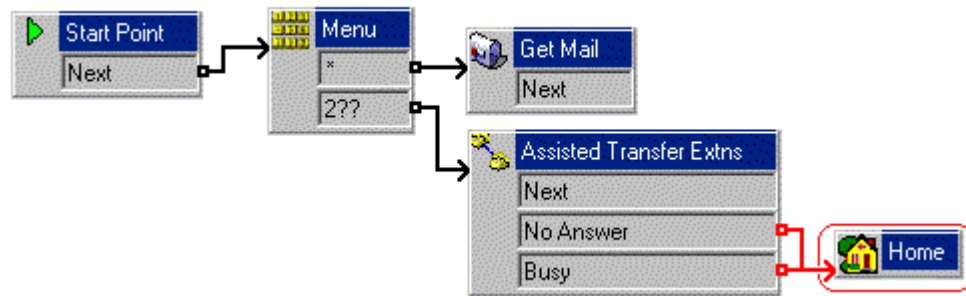 Start Point
Next
Menu
*
2??
Get Mail
Next
Assisted Transfer Extns
Next
No Answer
Busy
Home